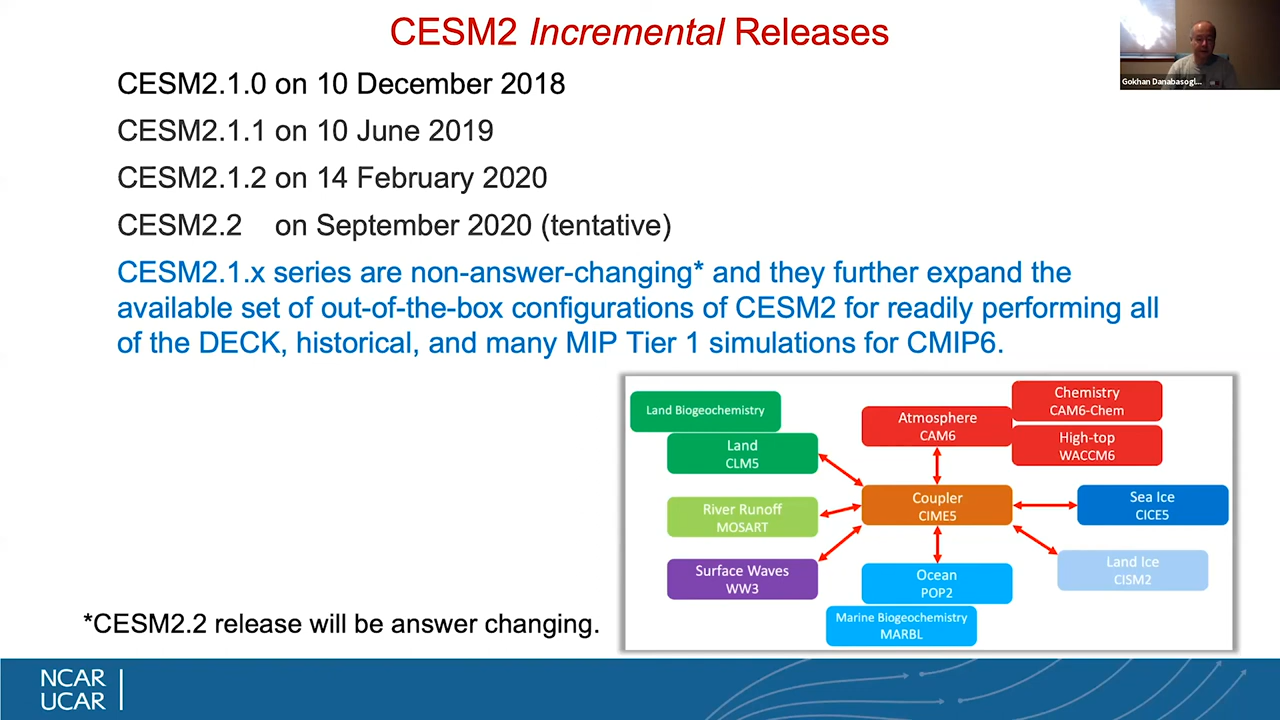 CESM2 Incremental Releases
Gokhan Danabasogl...
CESM2.1.0 on 10 December 2018
CESM2.1.1 on 10 June 2019
CESM2.1.2 on 14 February 2020
CESM2.2 on September 2020 (tentative)
CESM2.1.x series are non-answer-changing* and they further expand the
available set of out-of-the-box configurations of CESM2 for readily performing all
of the DECK, historical, and many MIP Tier 1 simulations for CMIP6.
Land Biogeochemistry
Land
CLM5
River Runoff
MOSART
Surface Waves
WW3
Atmosphere
CAM6
Chemistry
CAM6-Chem
High-top
WACCM6
Coupler
CIME5
Sea Ice
CICE5
Land Ice
CISM2
Ocean
POP2
Marine Biogeochemistry
MARBL
*CESM2.2 release will be answer changing.
NCAR
UCAR